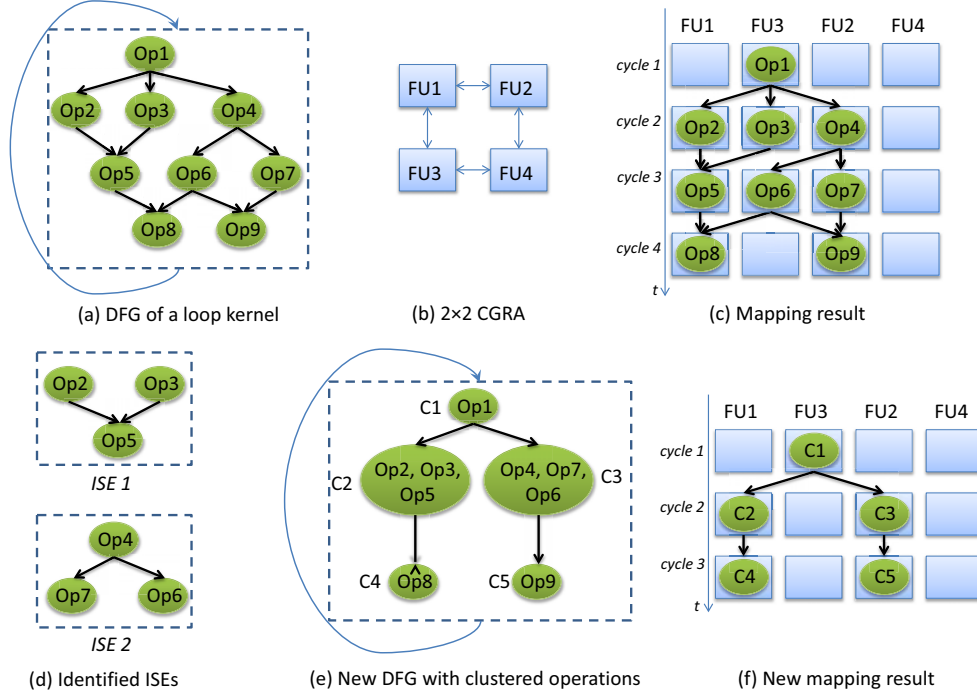 Op1
Op2 Op3 Op4
Op5 Op6 Op7
Op8 Op9
(a) DFG of a loop kernel
FU1 FU2
FU3 FU4
(b) 2×2 CGRA
FU1 FU3 FU2 FU4
cycle 1 Op1
cycle 2 Op2 Op3 Op4
cycle 3 Op5 Op6 Op7
cycle 4 Op8 Op9
t
(c) Mapping result
Op2 Op3
Op5
ISE 1
Op4
Op7 Op6
ISE 2
(d) Identified ISEs
C1 Op1
C2 Op2, Op3,
Op5
Op4, Op7,
Op6 C3
C4 Op8 C5 Op9
(e) New DFG with clustered operations
FU1 FU3 FU2 FU4
cycle 1 C1
cycle 2 C2 C3
cycle 3 C4 C5
t
(f) New mapping result